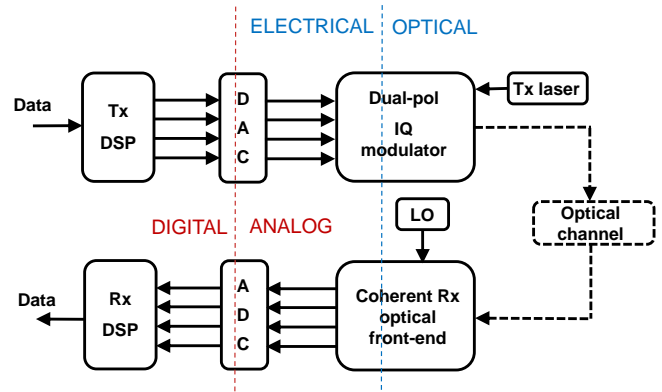 ELECTRICAL OPTICAL
Data
Tx
DSP
D
A
C
Dual-pol
IQ
modulator
Tx laser
DIGITAL ANALOG
LO
Optical
channel
Data
Rx
DSP
A
D
C
Coherent Rx
optical
front-end